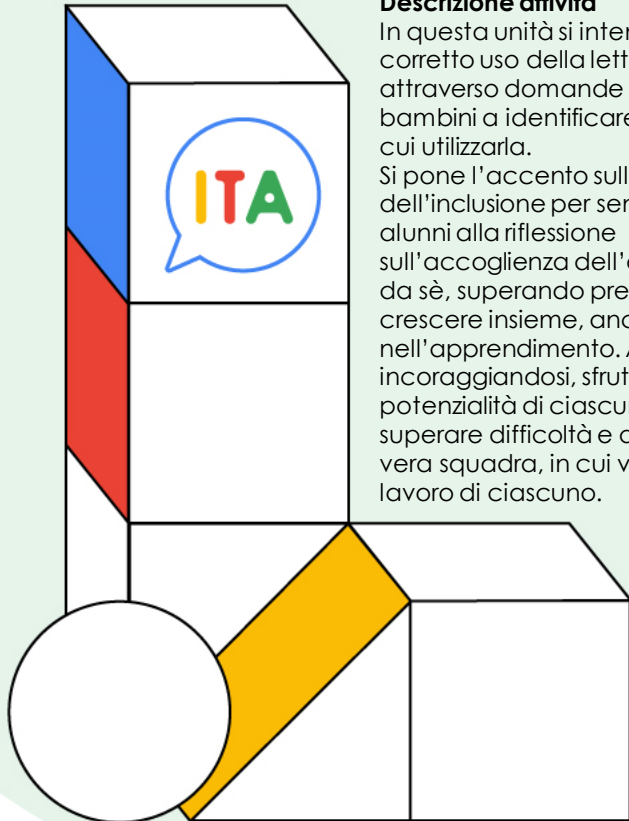 Descrizione attività
In questa unità si inter
corretto uso della lett
attraverso domande
bambini a identificare
cui utilizzarla.
Si pone l'accento sull
dell'inclusione per ser
alunni alla riflessione
sull'accoglienza dell'
da sè, superando pre
crescere insieme, anc
nell'apprendimento. A
incoraggiandosi, sfrut
potenzialità di ciascu
superare difficoltà e c
vera squadra, in cui v
lavoro di ciascuno.
ITA